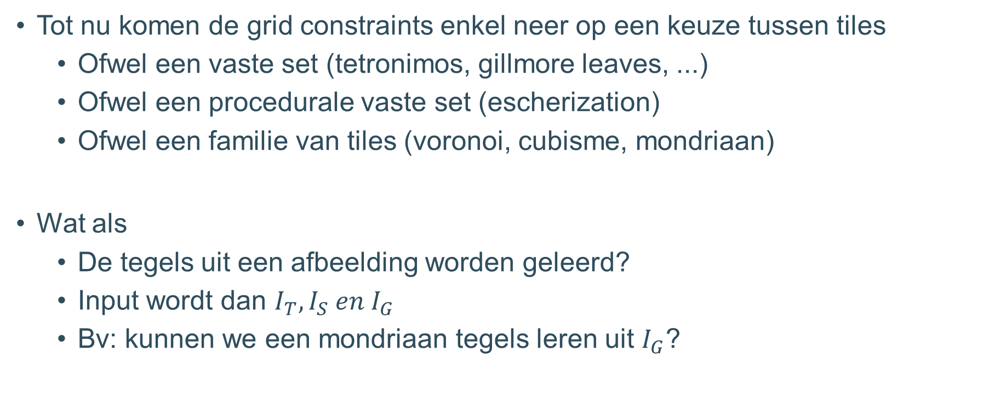 • Tot nu komen de grid constraints enkel neer op een keuze tussen tiles
• Ofwel een vaste set (tetronimos, gillmore leaves, ...)
• Ofwel een procedurale vaste set (escherization)
• Ofwel een familie van tiles (voronoi, cubisme, mondriaan)
• Wat als
• De tegels uit een afbeelding worden geleerd?
• Input wordt dan I_T, I_S en I_G
• Bv: kunnen we een mondriaan tegels leren uit I_G?